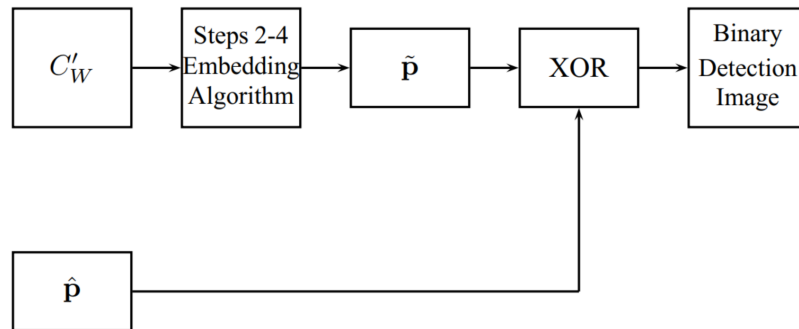 C′_W
Steps 2-4
Embedding
Algorithm
p̃
XOR
Binary
Detection
Image
p̂